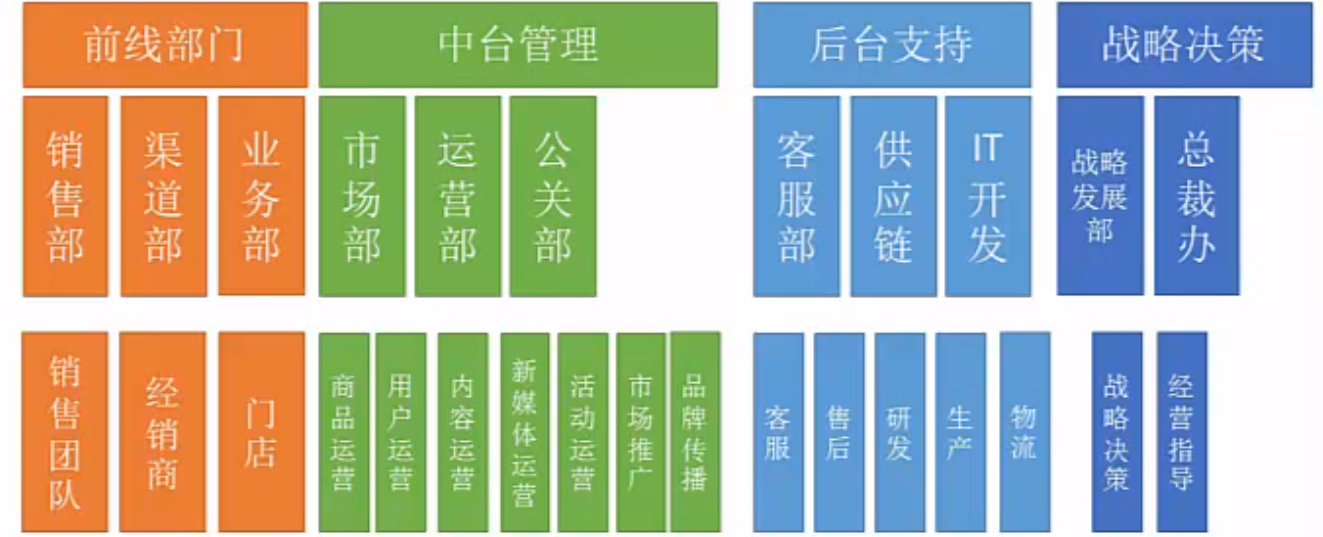 前线部门
中台管理
后台支持
战略决策
销售部
渠道部
业务部
市场部
运营部
公关部
客服部
供应链
IT开发
战略
发展
部
总裁办
销售团队
经销商
门店
商品运营
用户运营
内容运营
新媒体运营
活动运营
市场推广
品牌传播
客服
售后
研发
生产
物流
战略决策
经营指导